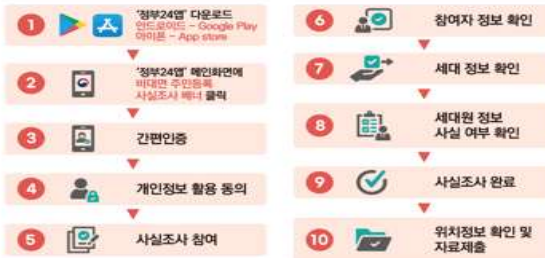 1
'정부24앱' 다운로드
안드로이드 - Google Play
아이폰 - App store
2
'정부24앱' 메인화면에
비대면 주민등록
사실조사 배너 클릭
3
간편인증
4
개인정보 활용 동의
5
사실조사 참여
6
참여자 정보 확인
7
세대 정보 확인
8
세대원 정보
사실 여부 확인
9
사실조사 완료
10
위치정보 확인 및
자료제출